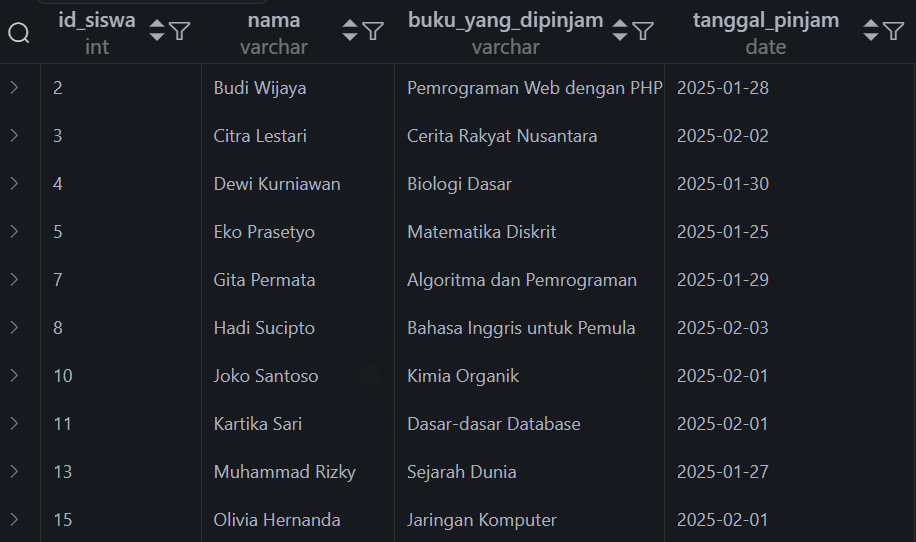 id_siswa nama buku_yang_dipinjam tanggal_pinjam
int varchar varchar date
2 Budi Wijaya Pemrograman Web dengan PHP 2025-01-28
3 Citra Lestari Cerita Rakyat Nusantara 2025-02-02
4 Dewi Kurniawan Biologi Dasar 2025-01-30
5 Eko Prasetyo Matematika Diskrit 2025-01-25
7 Gita Permata Algoritma dan Pemrograman 2025-01-29
8 Hadi Sucipto Bahasa Inggris untuk Pemula 2025-02-03
10 Joko Santoso Kimia Organik 2025-02-01
11 Kartika Sari Dasar-dasar Database 2025-02-01
13 Muhammad Rizky Sejarah Dunia 2025-01-27
15 Olivia Hernanda Jaringan Komputer 2025-02-01